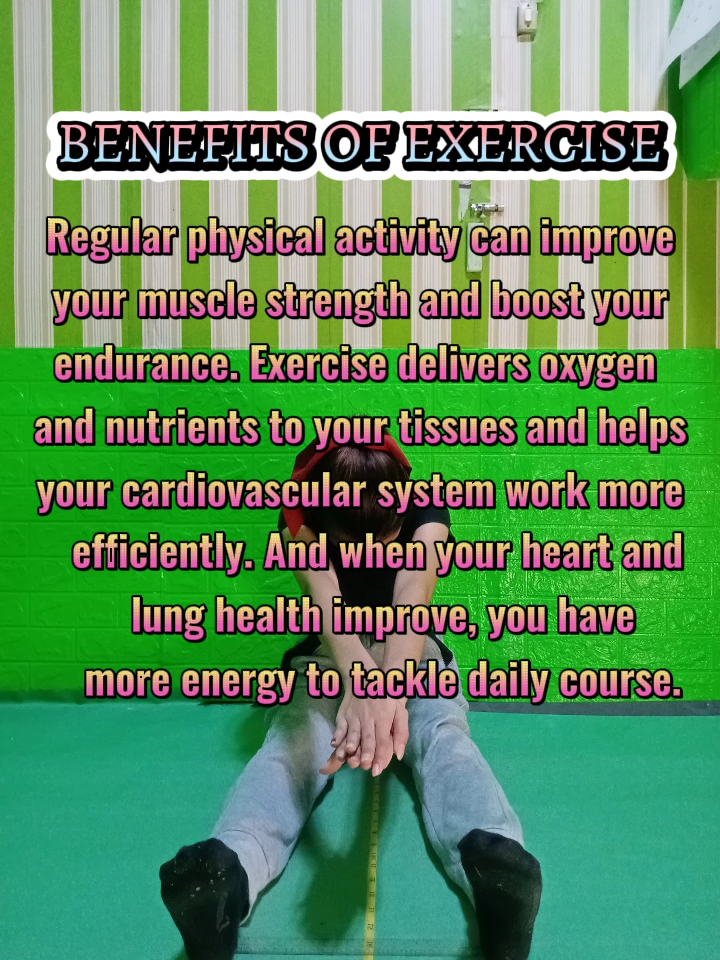 BENEFITS OF EXERCISE
Regular physical activity can improve
your muscle strength and boost your
endurance. Exercise delivers oxygen
and nutrients to your tissues and helps
your cardiovascular system work more
efficiently. And when your heart and
lung health improve, you have
more energy to tackle daily course.